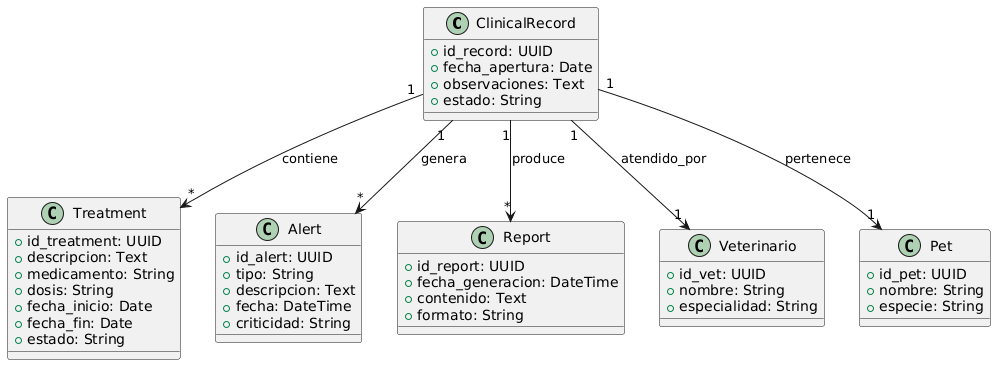 C ClinicalRecord
id_record: UUID
fecha_apertura: Date
observaciones: Text
estado: String
1
1
1
1
1
contiene
genera
produce
atendido_por
pertenece
*
*
*
1
1
C Treatment
id_treatment: UUID
descripcion: Text
medicamento: String
dosis: String
fecha_inicio: Date
fecha_fin: Date
estado: String
C Alert
id_alert: UUID
tipo: String
descripcion: Text
fecha: DateTime
criticidad: String
C Report
id_report: UUID
fecha_generacion: DateTime
contenido: Text
formato: String
C Veterinario
id_vet: UUID
nombre: String
especialidad: String
C Pet
id_pet: UUID
nombre: String
especie: String